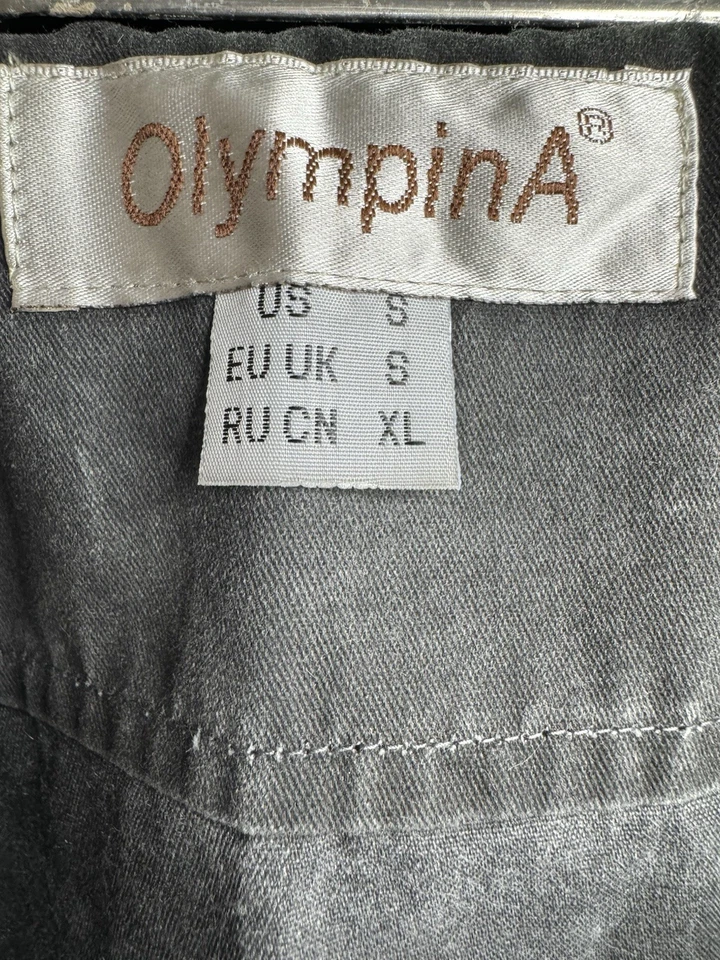 OlympinA®
US S
EU UK S
RU CN XL